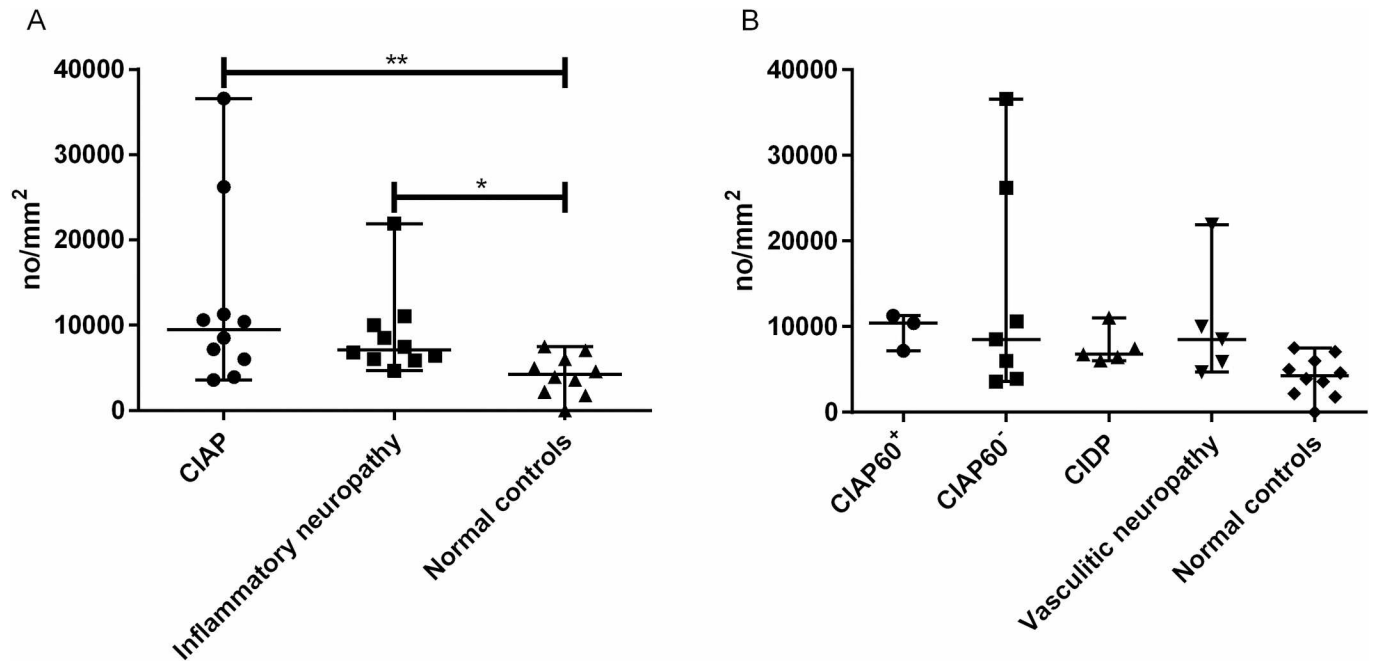 A
**
40000
30000
*
20000
10000
0
no/mm²
CIAP
Inflammatory neuropathy
Normal controls
B
40000
30000
20000
10000
0
no/mm²
CIAP60⁺
CIAP60⁻
CIDP
Vasculitic neuropathy
Normal controls